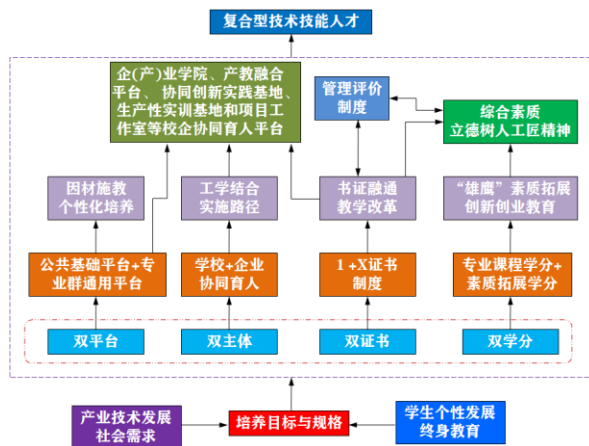 复合型技术技能人才
企(产)业学院、产教融合
平台、 协同创新实践基地、
生产性实训基地和项目工
作室等校企协同育人平台
管理评价
制度
综合素质
立德树人工匠精神
因材施教
个性化培养
工学结合
实施路径
书证融通
教学改革
“雄鹰”素质拓展
创新创业教育
公共基础平台+专
业群通用平台
学校+企业
协同育人
1+X证书
制度
专业课程学分+
素质拓展学分
双平台
双主体
双证书
双学分
产业技术发展
社会需求
培养目标与规格
学生个性发展
终身教育